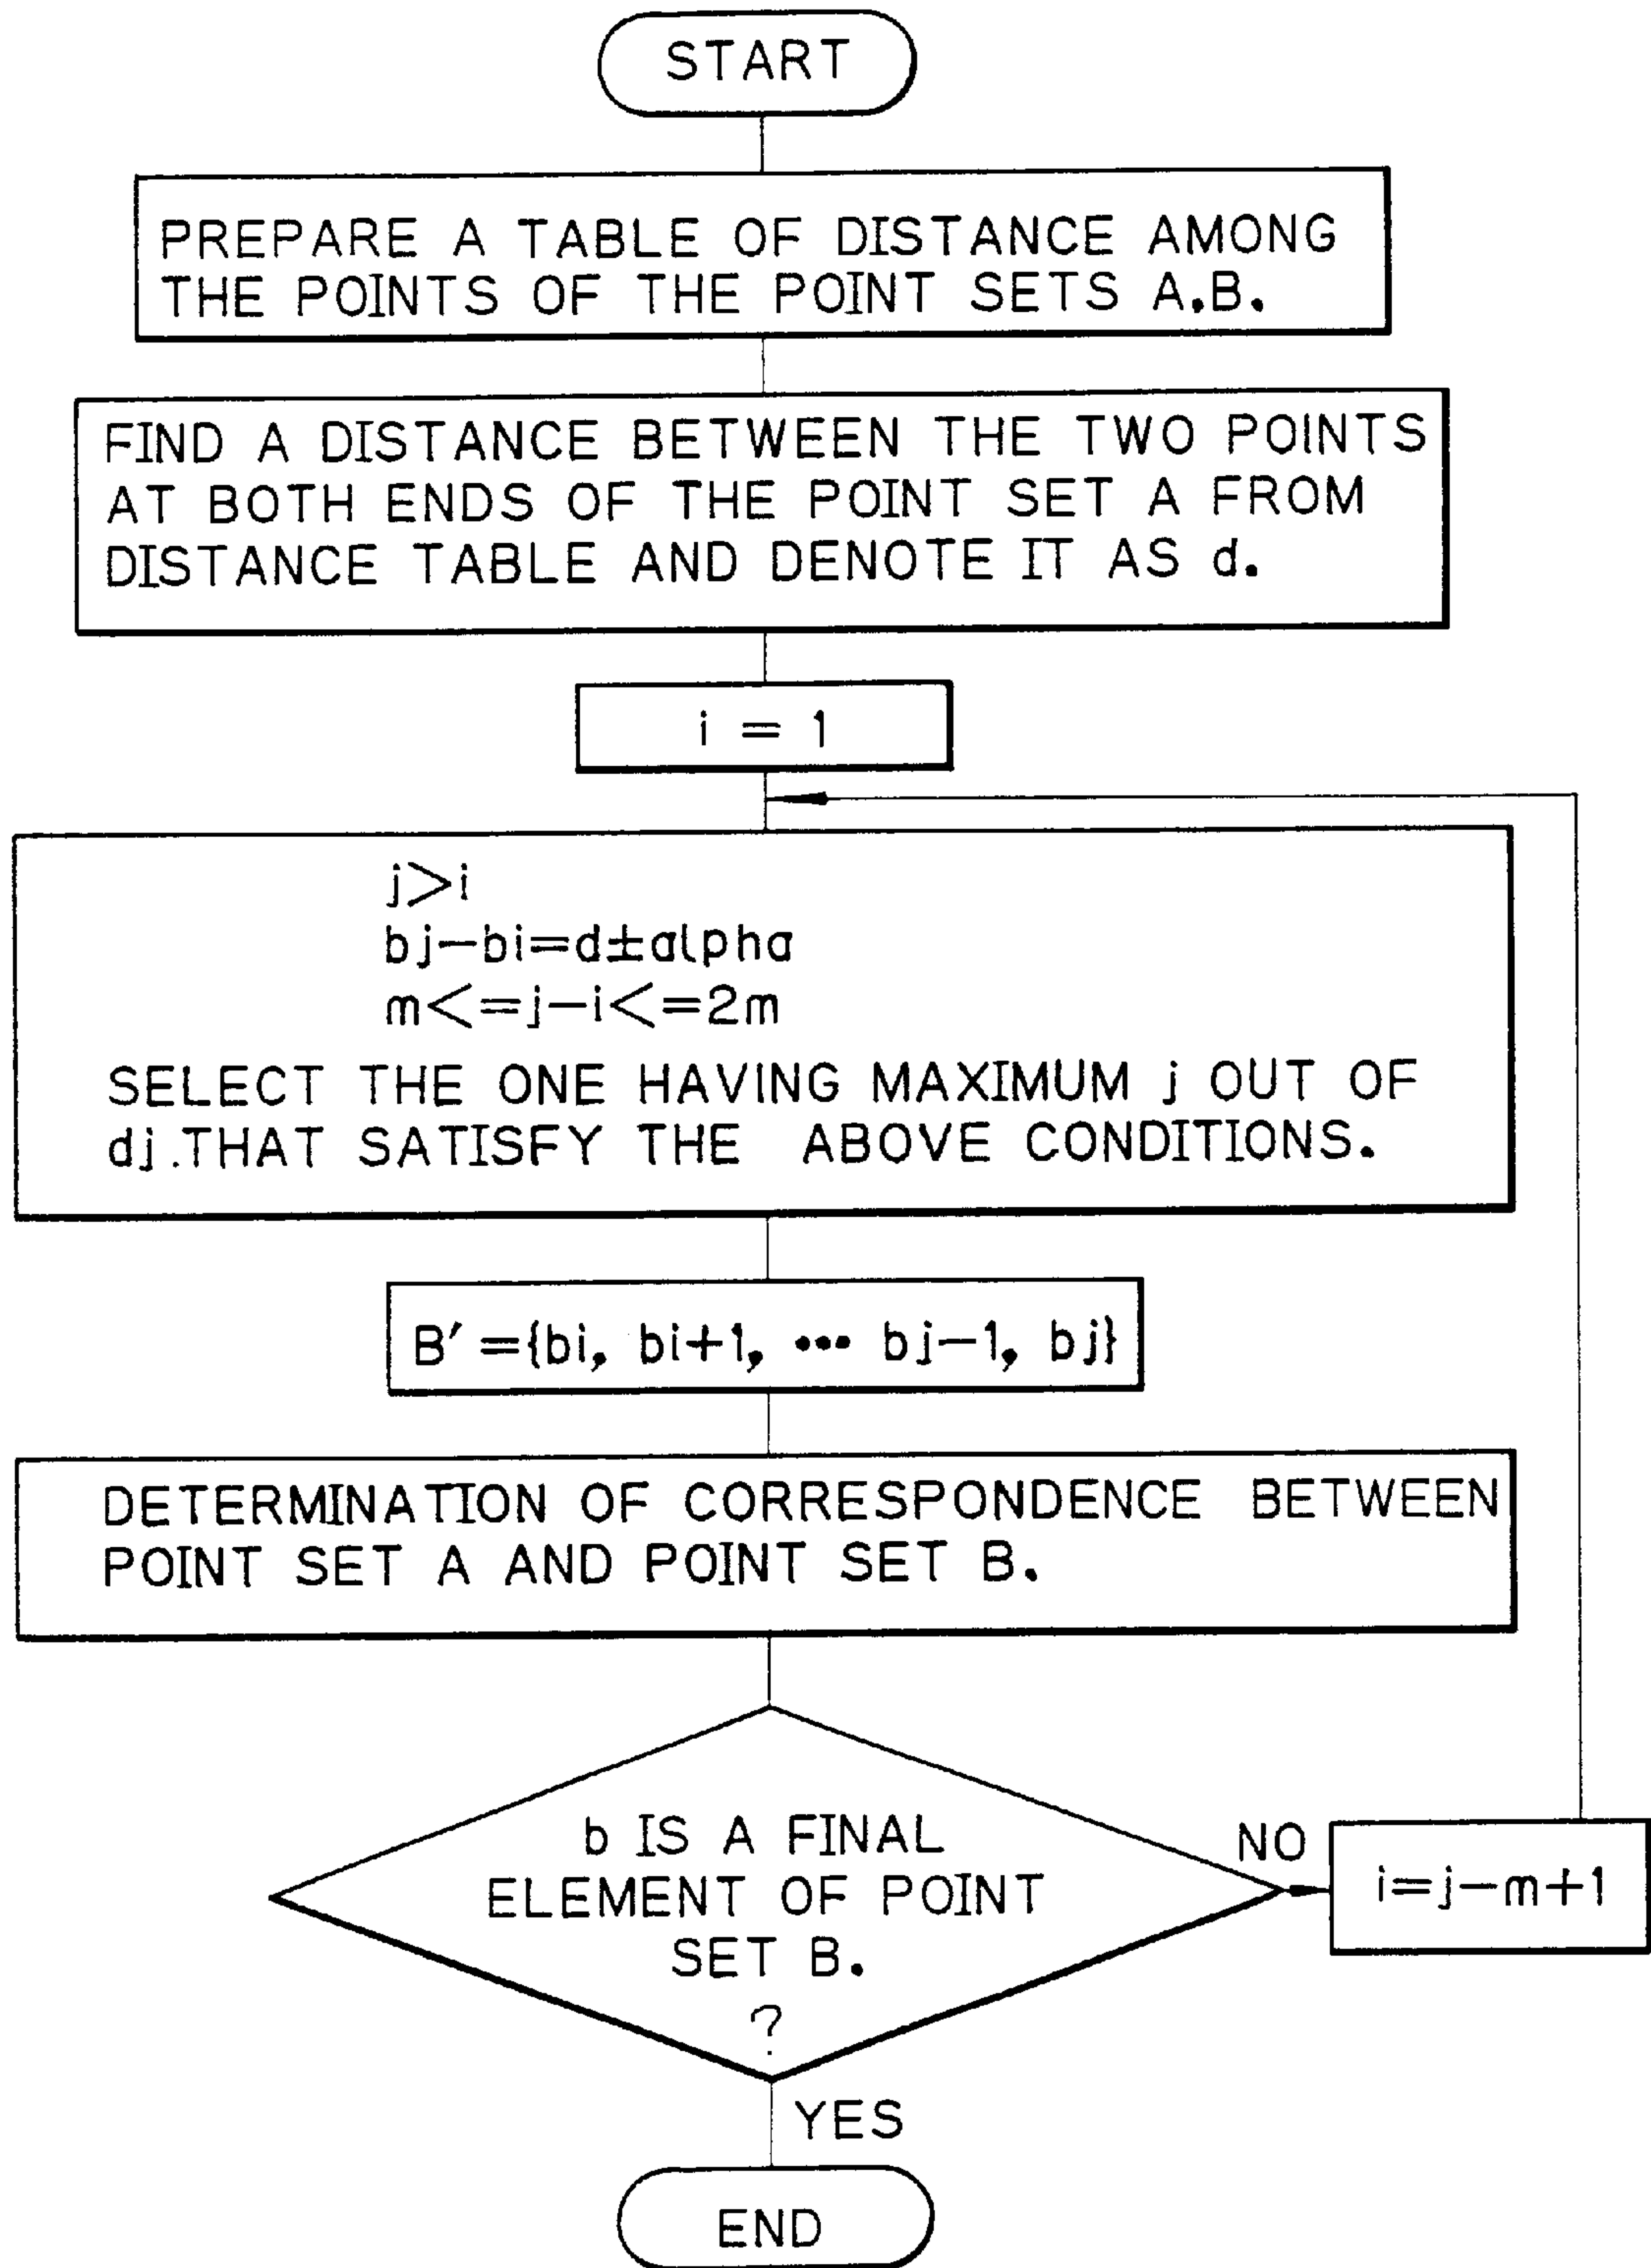 START
PREPARE A TABLE OF DISTANCE AMONG
THE POINTS OF THE POINT SETS A.B.
FIND A DISTANCE BETWEEN THE TWO POINTS
AT BOTH ENDS OF THE POINT SET A FROM
DISTANCE TABLE AND DENOTE IT AS d.
i = 1
j>i
bj-bi=d±alpha
m<=j-i<=2m
SELECT THE ONE HAVING MAXIMUM j OUT OF
dj.THAT SATISFY THE ABOVE CONDITIONS.
B′={bi, bi+1, ••• bj-1, bj}
DETERMINATION OF CORRESPONDENCE BETWEEN
POINT SET A AND POINT SET B.
b IS A FINAL
ELEMENT OF POINT
SET B.
?
NO
i=j-m+1
YES
END